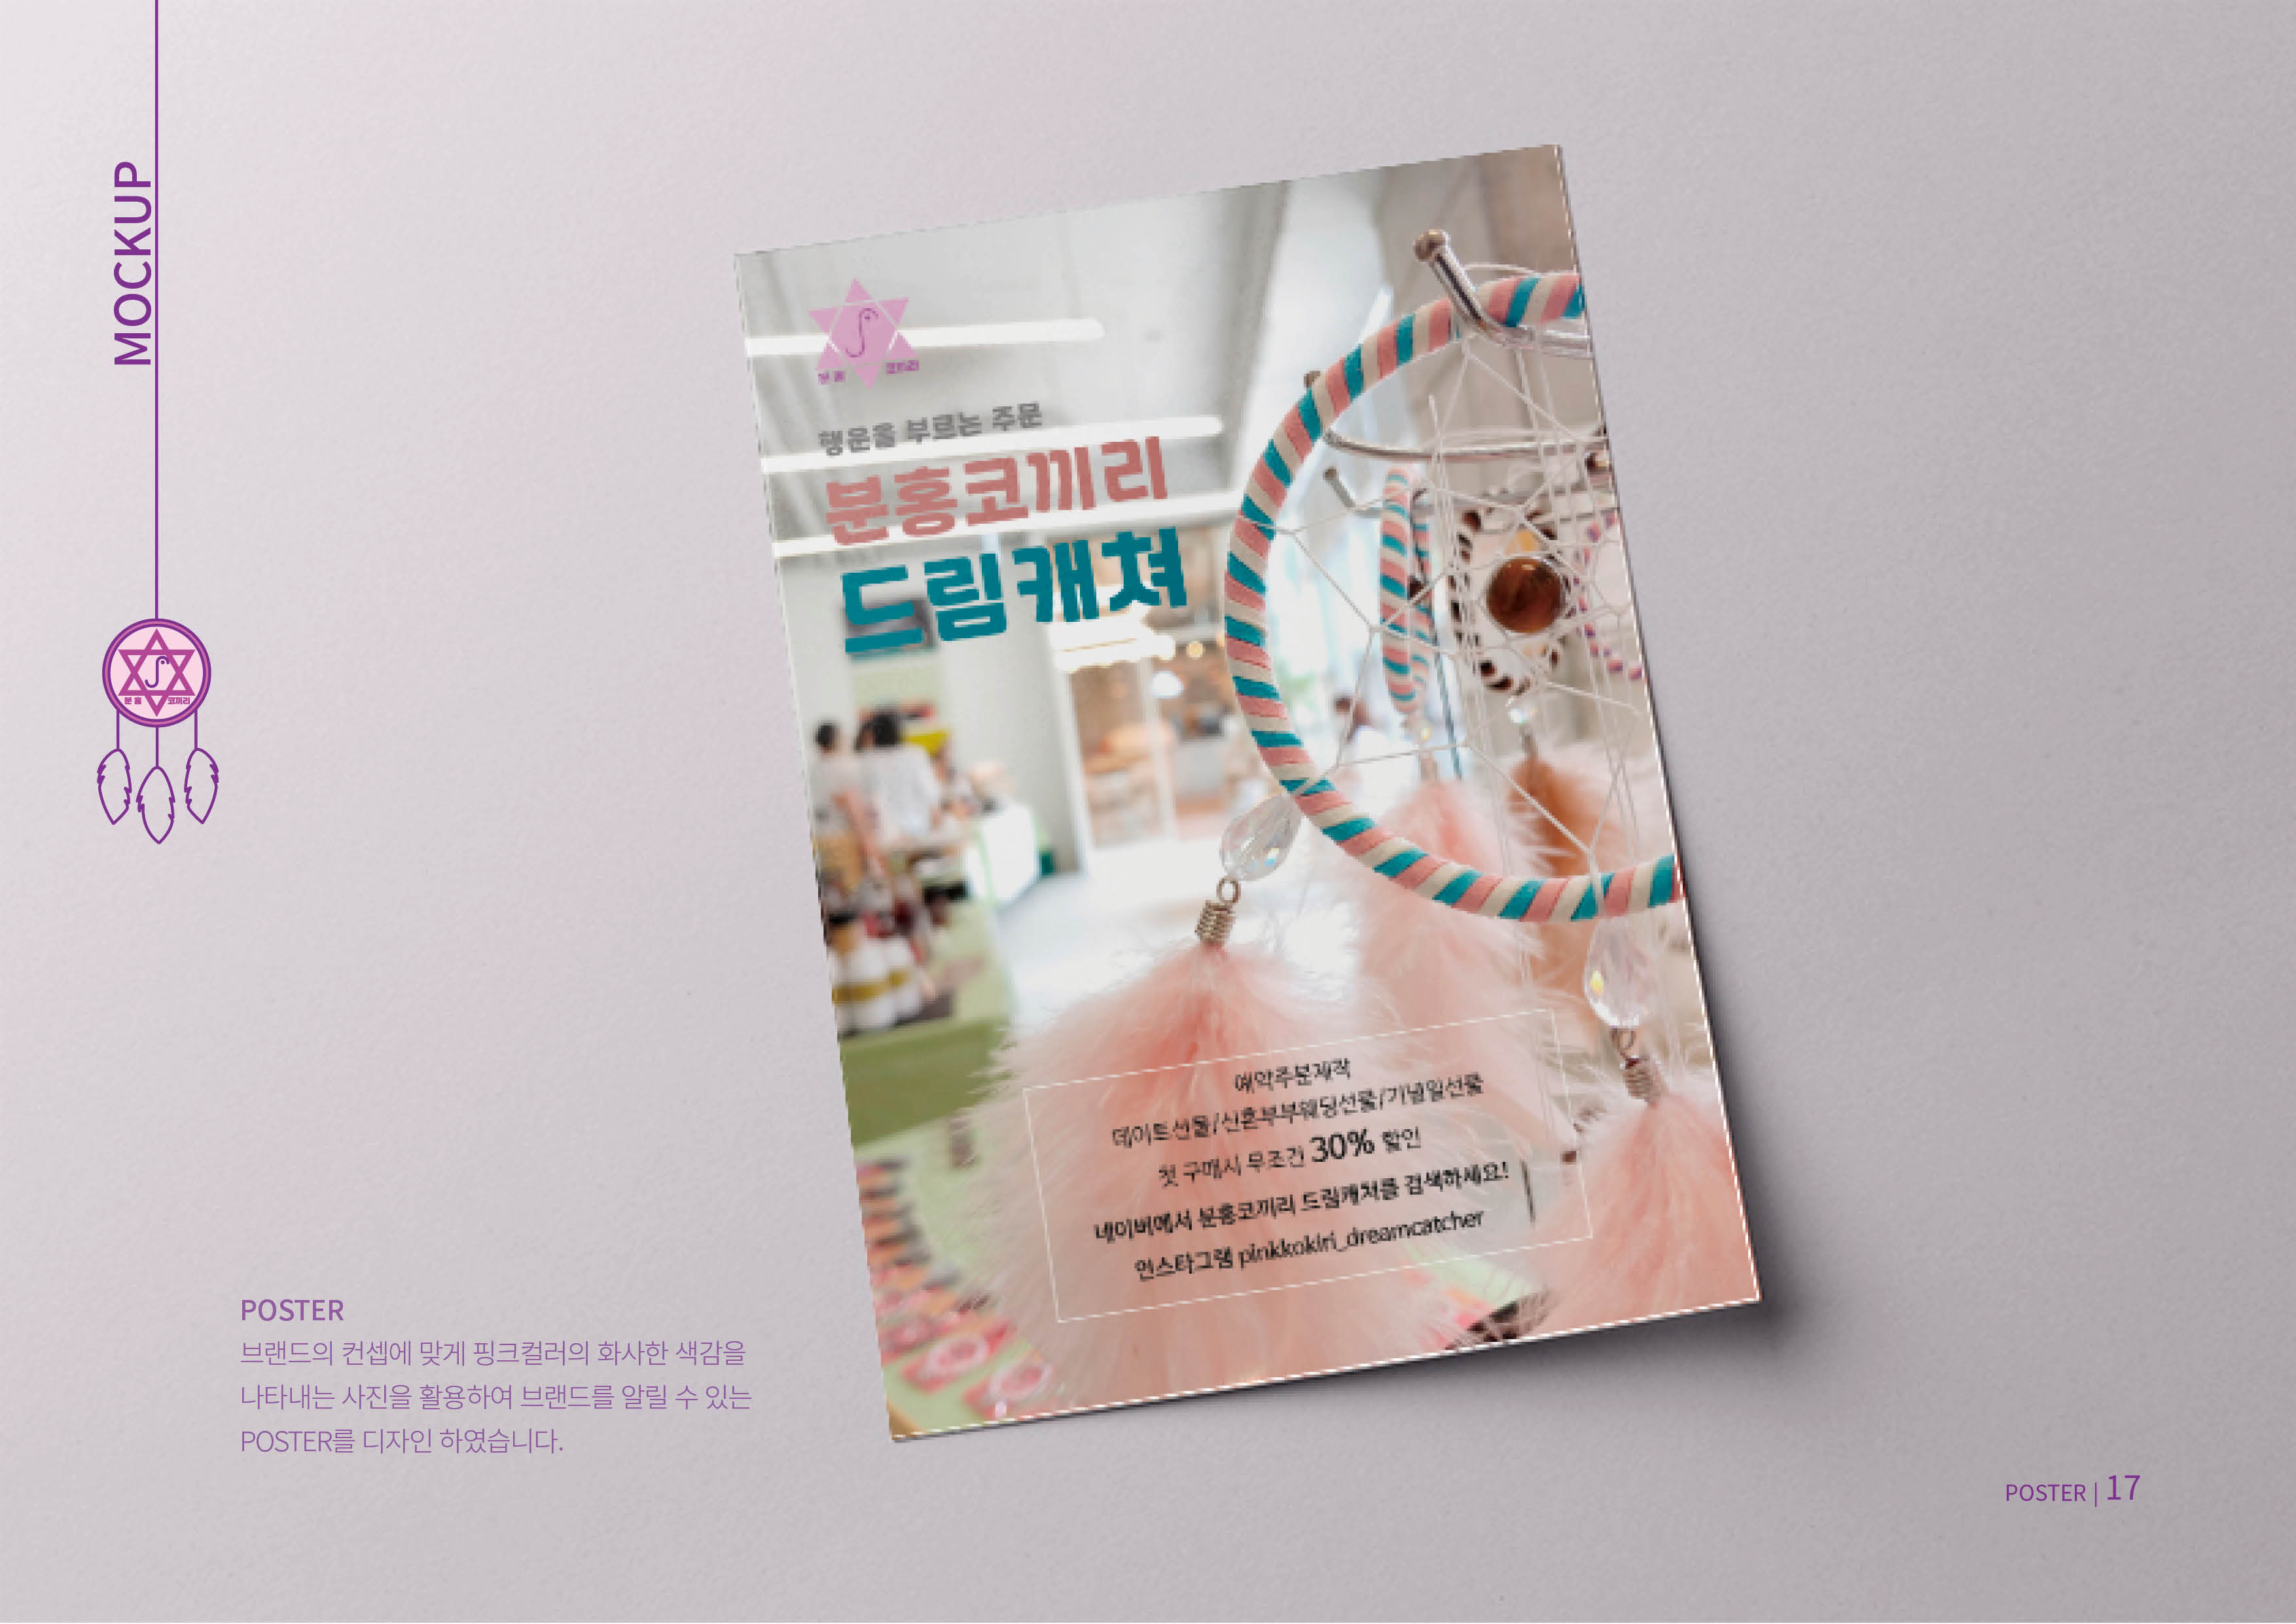 MOCKUP
분홍 코끼리
분홍 코끼리
행운을 부르는 주문
분홍코끼리
드림캐쳐
예약주문제작
데이트선물/신혼부부웨딩선물/기념일선물
첫 구매시 무조건 30% 할인
네이버에서 분홍코끼리 드림캐쳐를 검색하세요!
인스타그램 pinkkokiri_dreamcatcher
POSTER
브랜드의 컨셉에 맞게 핑크컬러의 화사한 색감을
나타내는 사진을 활용하여 브랜드를 알릴 수 있는
POSTER를 디자인 하였습니다.
POSTER | 17